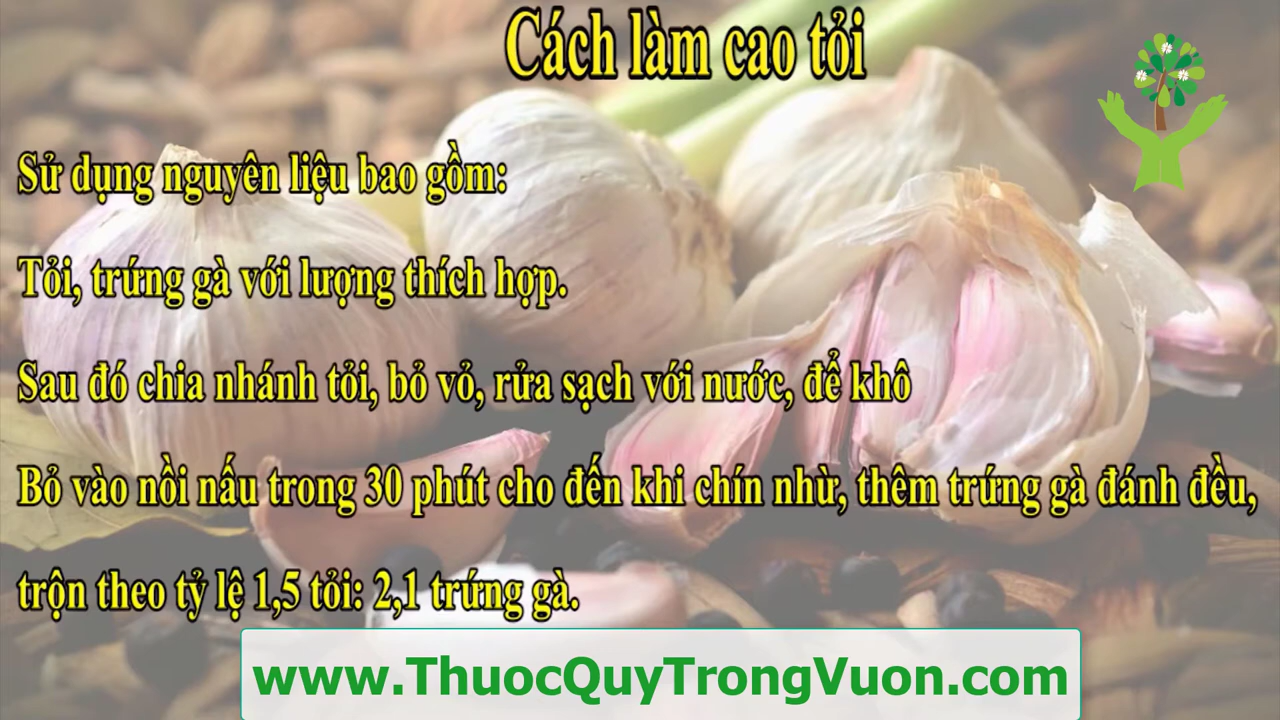 Cách làm cao tỏi
Sử dụng nguyên liệu bao gồm:
Tỏi, trứng gà với lượng thích hợp.
Sau đó chia nhánh tỏi, bỏ vỏ, rửa sạch với nước, để khô
Bỏ vào nồi nấu trong 30 phút cho đến khi chín nhừ, thêm trứng gà đánh đều,
trộn theo tỷ lệ 1,5 tỏi: 2,1 trứng gà.
www.ThuocQuyTrongVuon.com